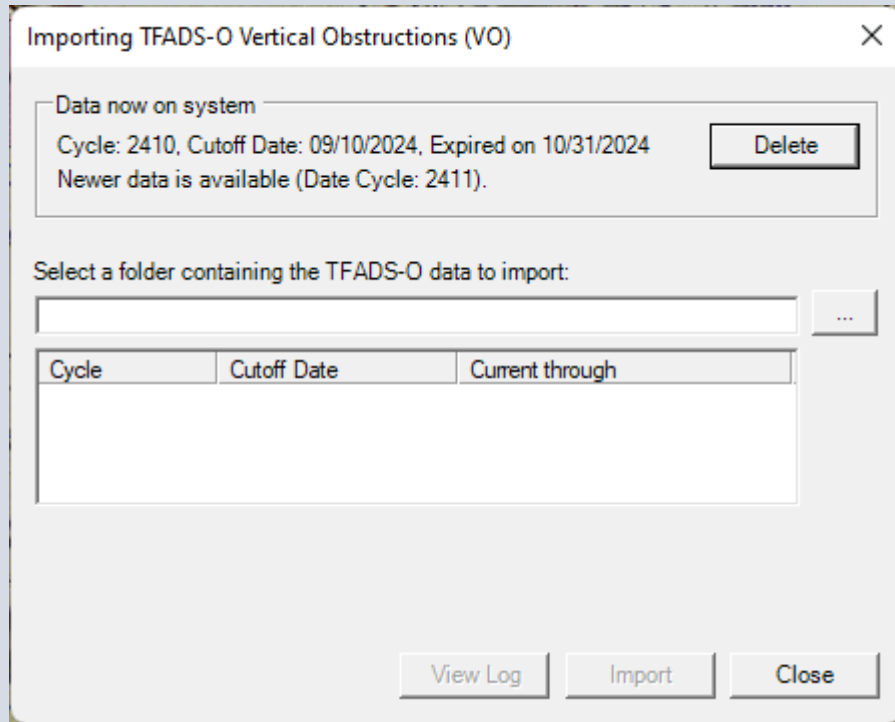 Importing TFADS-O Vertical Obstructions (VO)
Data now on system
Cycle: 2410, Cutoff Date: 09/10/2024, Expired on 10/31/2024
Delete
Newer data is available (Date Cycle: 2411).
Select a folder containing the TFADS-O data to import:
...
Cycle Cutoff Date Current through
View Log Import Close